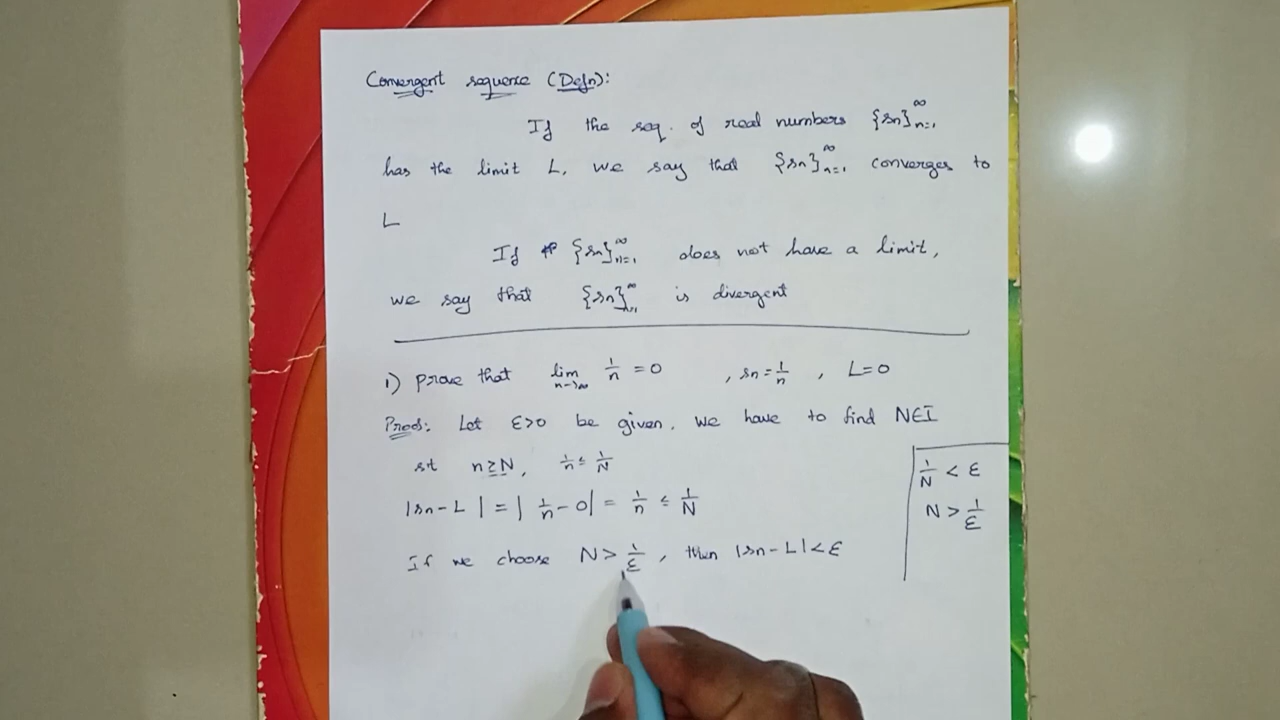 Convergent sequence (Defn):
If the seq. of real numbers {sn}∞n=1
has the limit L, we say that {sn}∞n=1 converges to
L
If {sn}∞n=1 does not have a limit,
we say that {sn}∞n=1 is divergent
1) Prove that lim n→∞ 1/n = 0 , sn = 1/n , L=0
Proof: Let ε>0 be given. we have to find N∈I
st n≥N, 1/n ≤ 1/N
|sn-L| = |1/n - 0| = 1/n ≤ 1/N
If we choose N> 1/ε, then |sn-L|<ε
1/N < ε
N > 1/ε